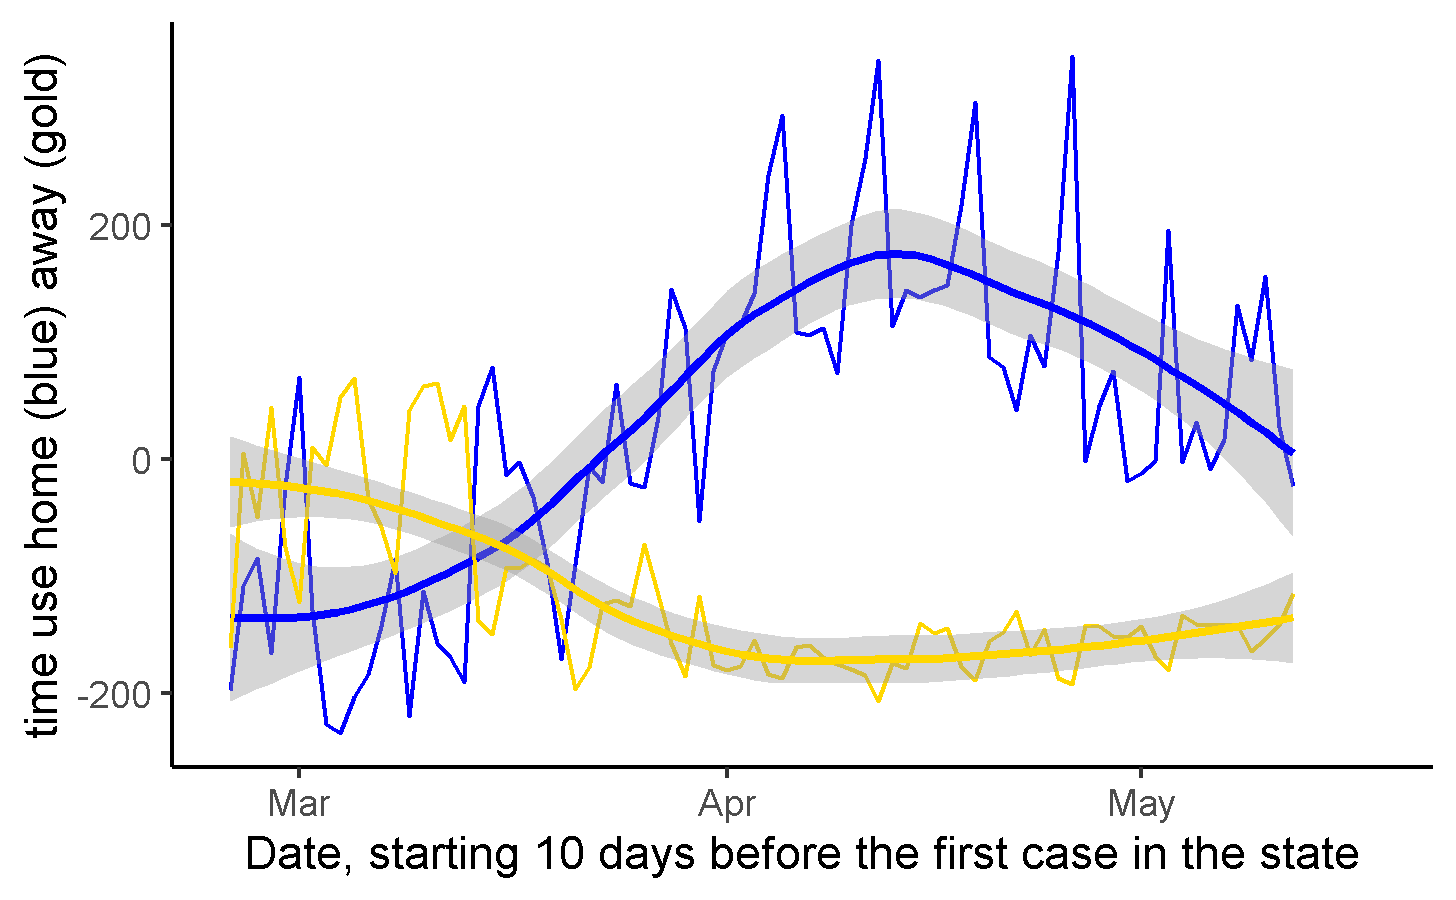 time use home (blue) away (gold)
200
0
-200
Mar
Apr
May
Date, starting 10 days before the first case in the state